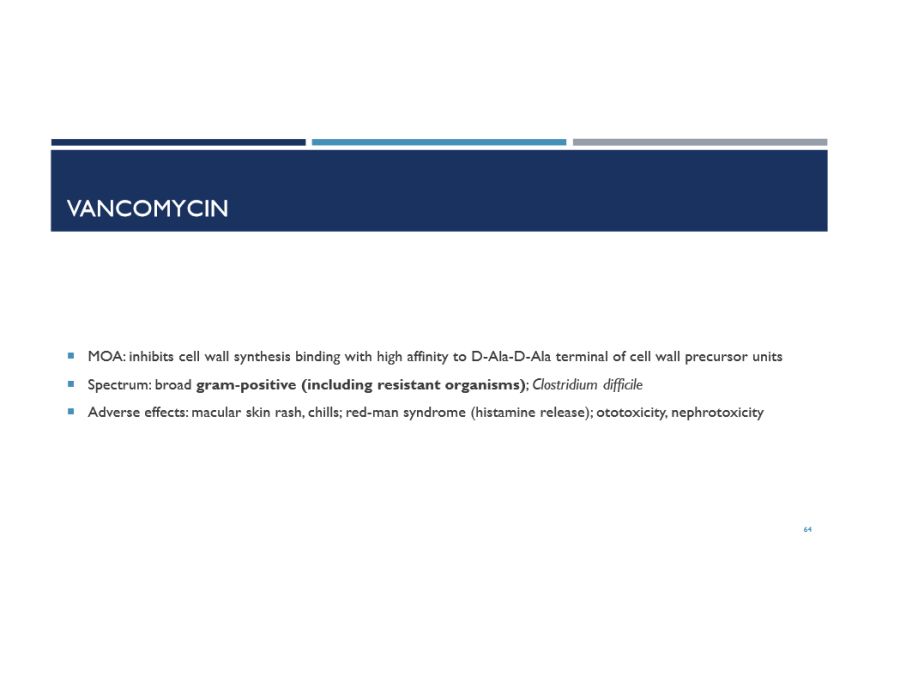 VANCOMYCIN
MOA: inhibits cell wall synthesis binding with high affinity to D-Ala-D-Ala terminal of cell wall precursor units
Spectrum: broad gram-positive (including resistant organisms); Clostridium difficile
Adverse effects: macular skin rash, chills; red-man syndrome (histamine release); ototoxicity, nephrotoxicity
64